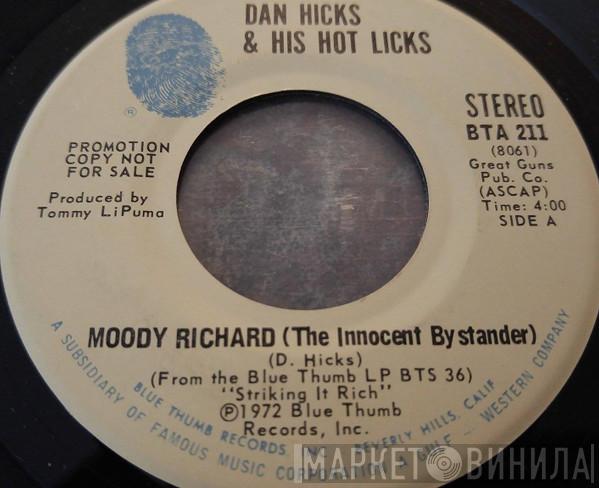 DAN HICKS
& HIS HOT LICKS
®
PROMOTION
COPY NOT
FOR SALE
Produced by
Tommy LiPuma
STEREO
BTA 211
(8061)
Great Guns
Pub. Co.
(ASCAP)
Time: 4:00
SIDE A
MOODY RICHARD (The Innocent Bystander)
(D. Hicks)
(From the Blue Thumb LP BTS 36)
"Striking It Rich"
℗1972 Blue Thumb
Records, Inc.
BLUE THUMB RECORDS, INC. BEVERLY HILLS, CALIF
A SUBSIDIARY OF FAMOUS MUSIC CORPORATION A GULF + WESTERN COMPANY
МАРКЕТ ВИНИЛА